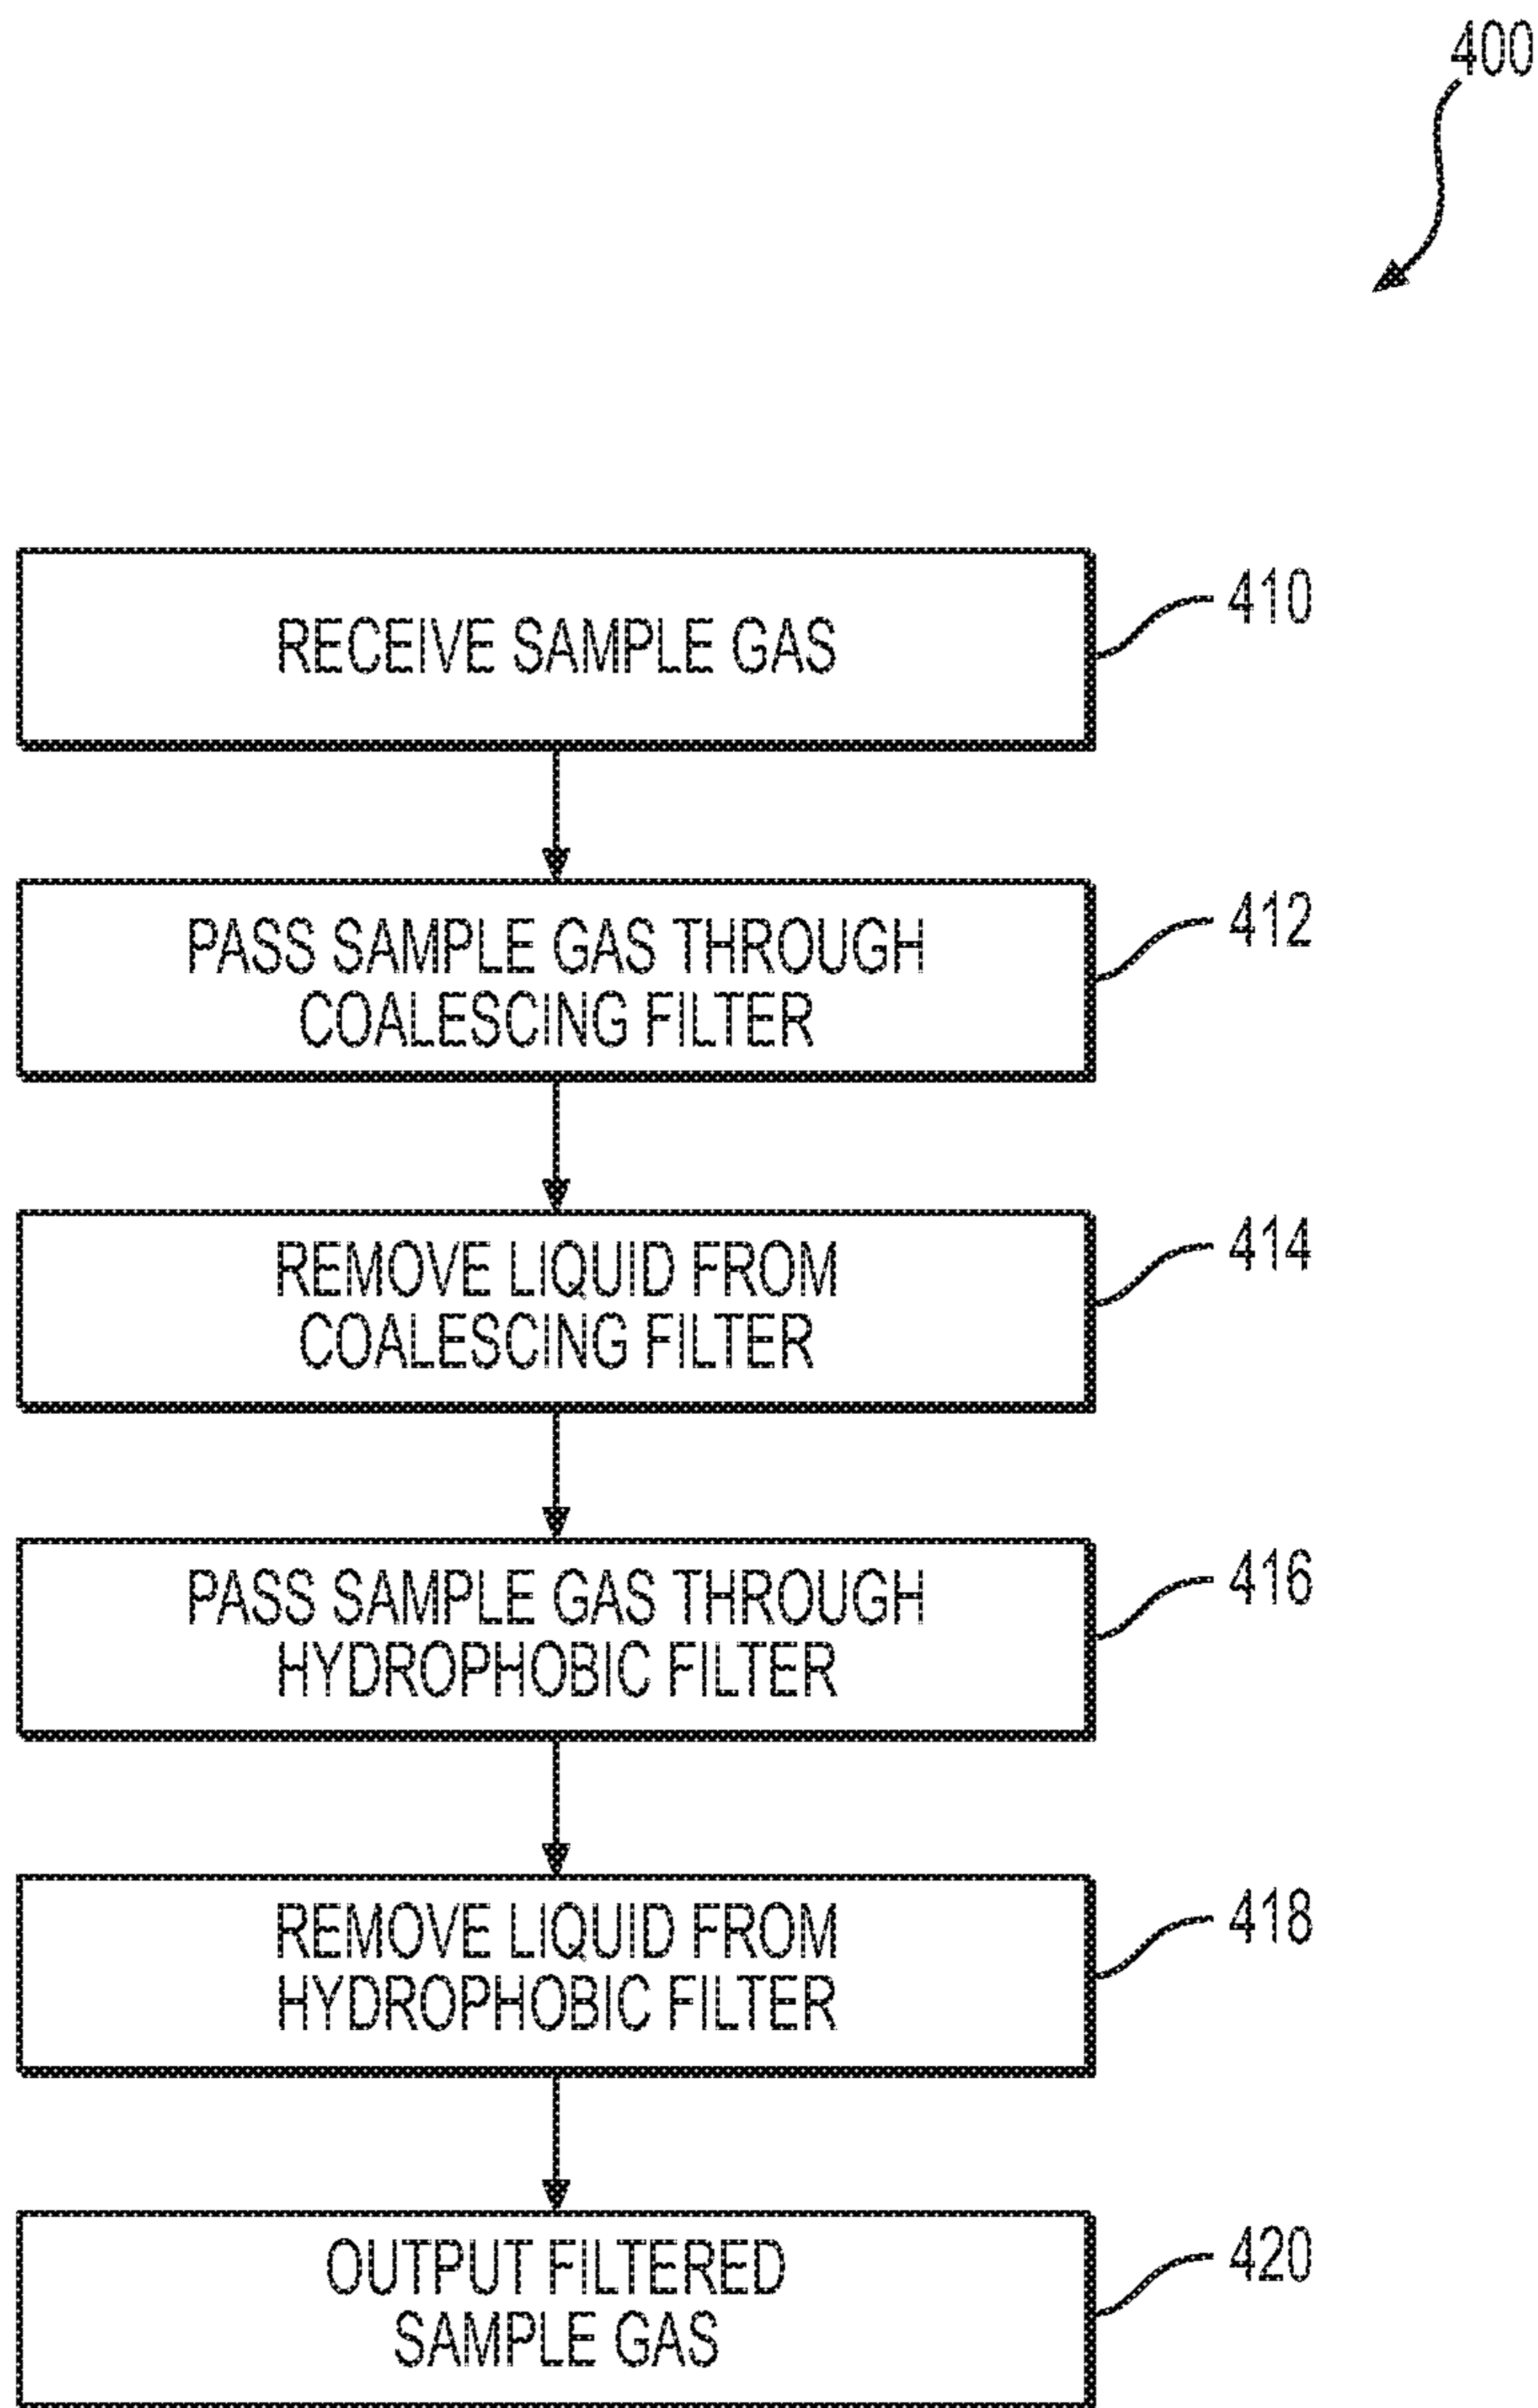 400
RECEIVE SAMPLE GAS
410
PASS SAMPLE GAS THROUGH
COALESCING FILTER
412
REMOVE LIQUID FROM
COALESCING FILTER
414
PASS SAMPLE GAS THROUGH
HYDROPHOBIC FILTER
416
REMOVE LIQUID FROM
HYDROPHOBIC FILTER
418
OUTPUT FILTERED
SAMPLE GAS
420